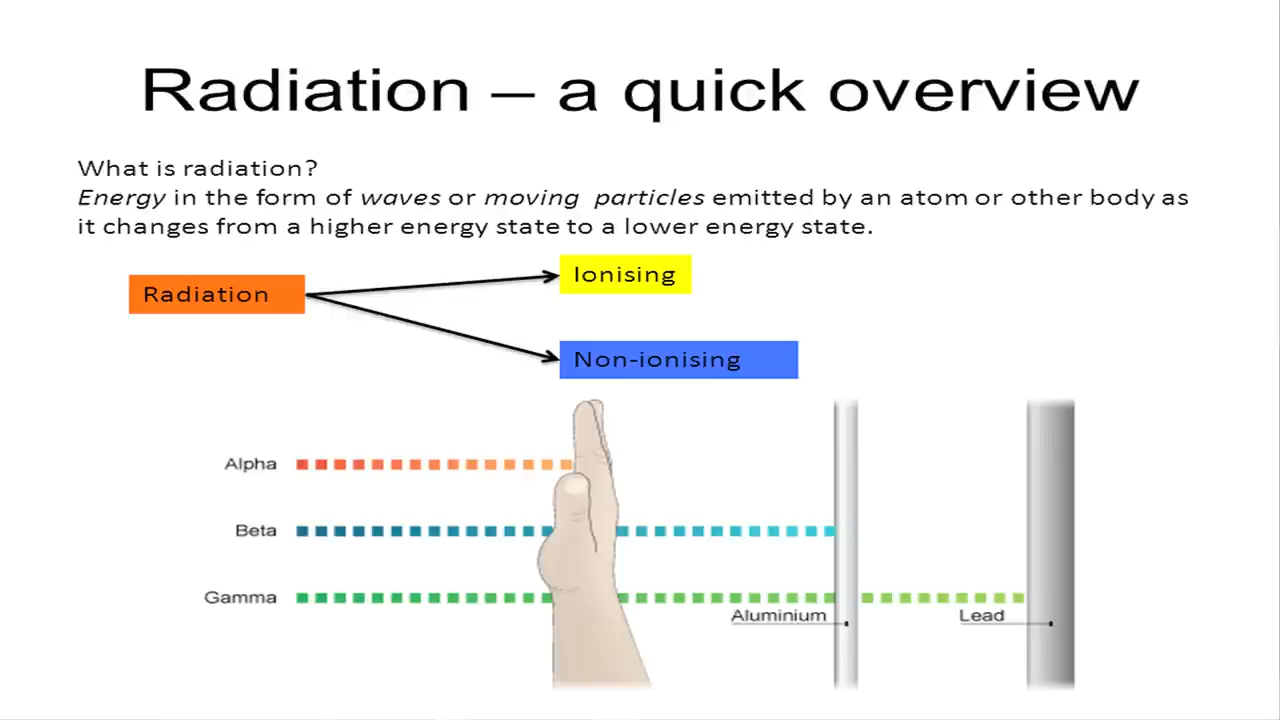 Radiation – a quick overview
What is radiation?
Energy in the form of waves or moving particles emitted by an atom or other body as
it changes from a higher energy state to a lower energy state.
Ionising
Radiation
Non-ionising
Alpha
Beta
Gamma
Aluminium
Lead